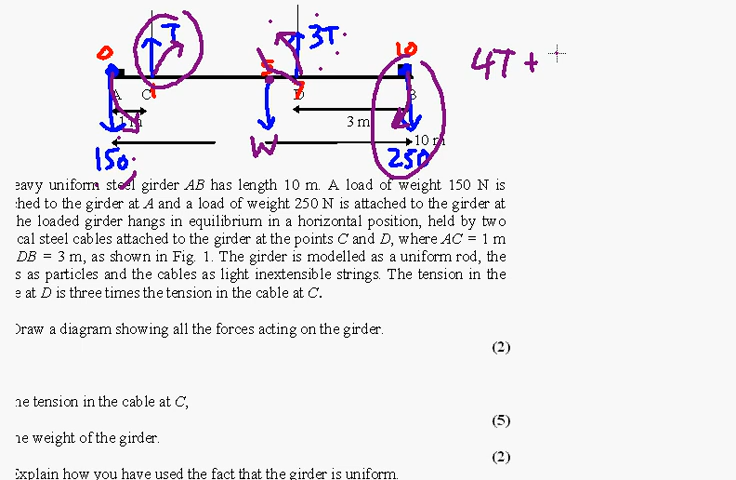 0 T 3T 10 4T +
5
A C 1 D 7 B
1 m 3 m
150 W 250 10 m
eavy uniform steel girder AB has length 10 m. A load of weight 150 N is
hed to the girder at A and a load of weight 250 N is attached to the girder at
he loaded girder hangs in equilibrium in a horizontal position, held by two
cal steel cables attached to the girder at the points C and D, where AC = 1 m
DB = 3 m, as shown in Fig. 1. The girder is modelled as a uniform rod, the
s as particles and the cables as light inextensible strings. The tension in the
e at D is three times the tension in the cable at C.
Draw a diagram showing all the forces acting on the girder.
(2)
ne tension in the cable at C,
(5)
ne weight of the girder.
(2)
Explain how you have used the fact that the girder is uniform.